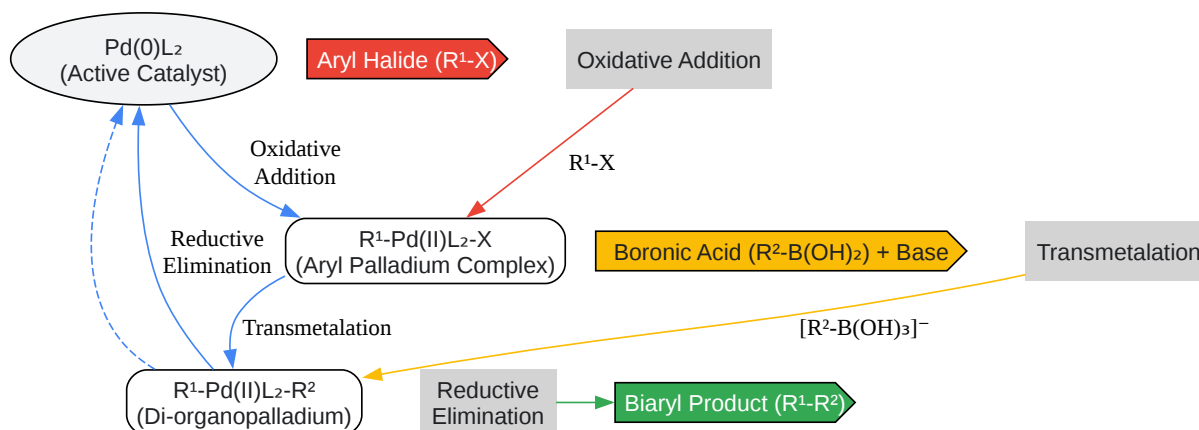 Pd(0)L₂
(Active Catalyst)
Aryl Halide (R¹-X)
Oxidative Addition
Oxidative
Addition
R¹-X
Reductive
Elimination
R¹-Pd(II)L₂-X
(Aryl Palladium Complex)
Boronic Acid (R²-B(OH)₂) + Base
Transmetalation
Transmetalation
[R²-B(OH)₃]⁻
R¹-Pd(II)L₂-R²
(Di-organopalladium)
Reductive
Elimination
Biaryl Product (R¹-R²)